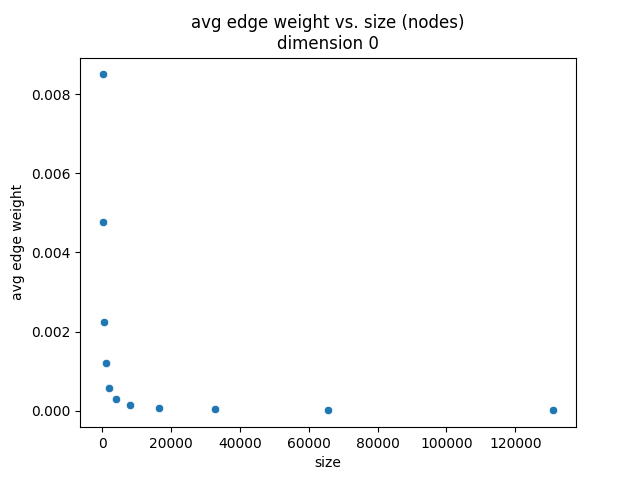 avg edge weight vs. size (nodes)
dimension 0
avg edge weight
0.008
0.006
0.004
0.002
0.000
0 20000 40000 60000 80000 100000 120000
size